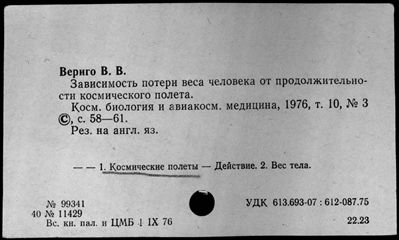 Вериго В. В.
Зависимость потери веса человека от продолжительно-
сти космического полета.
Косм. биология и авиакосм. медицина, 1976, т. 10, № 3
©, с. 58—61.
Рез. на англ. яз.
— — 1. Космические полеты — Действие. 2. Вес тела.
№ 99341
УДК 613.693-07 : 612-087.75
40 № 11429
Вс. кн. пал. и ЦМБ 1 IX 76
22.23